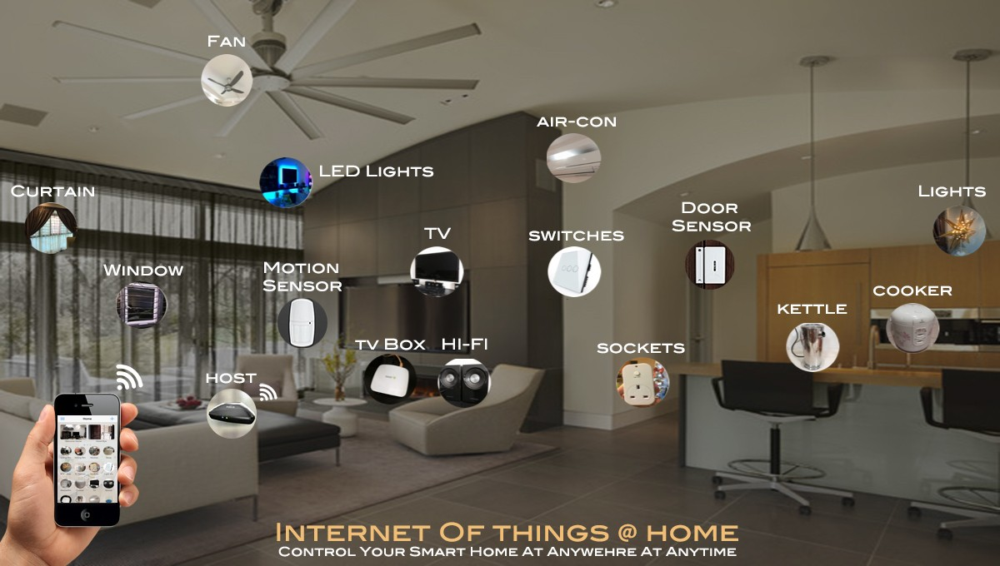 FAN
AIR-CON
LED LIGHTS
CURTAIN
LIGHTS
DOOR
SENSOR
TV
SWITCHES
WINDOW
MOTION
SENSOR
COOKER
KETTLE
TV BOX
HI-FI
SOCKETS
HOST
Home
INTERNET OF THINGS @ HOME
CONTROL YOUR SMART HOME AT ANYWEHRE AT ANYTIME